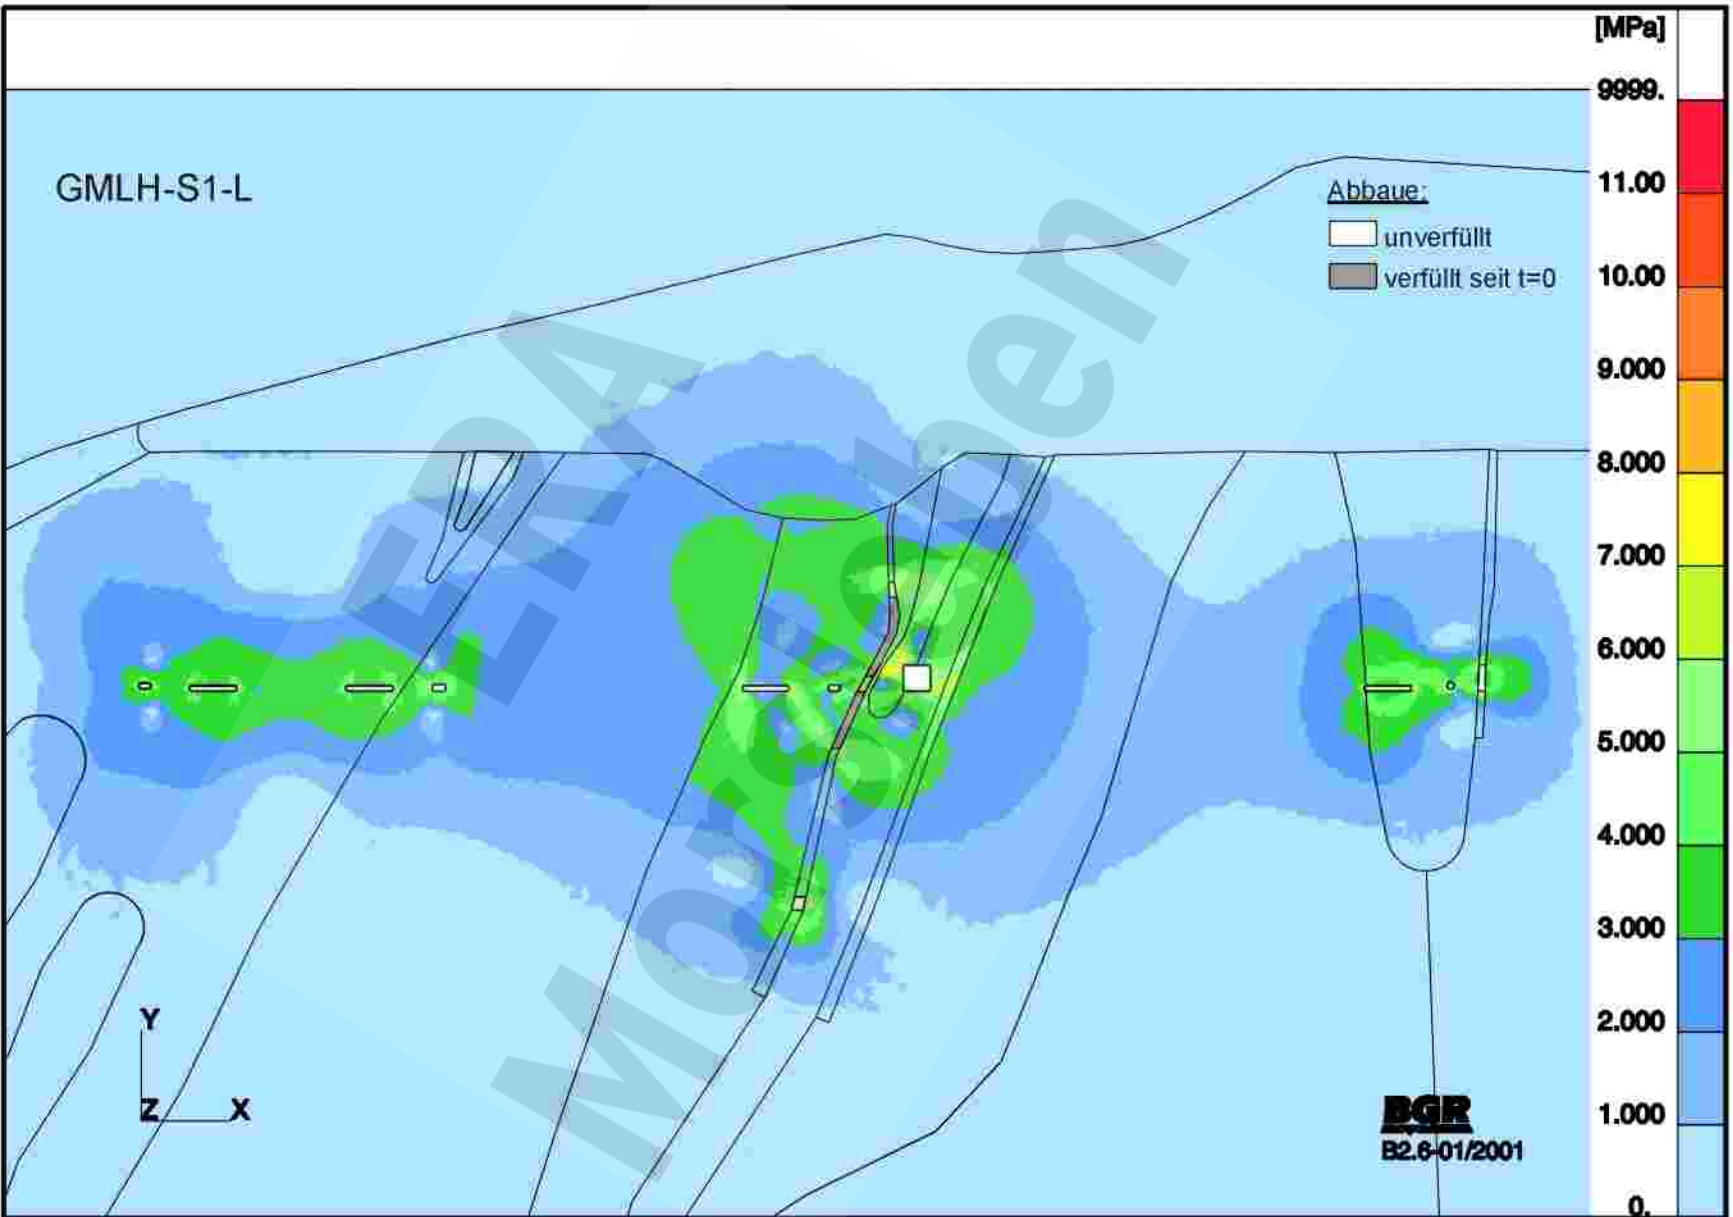 [MPa]
9999.
GMLH-S1-L
11.00
Abbaue:
unverfüllt
10.00
verfüllt seit t=0
9.000
8.000
7.000
6.000
5.000
4.000
3.000
2.000
1.000
0.
Y
Z X
BGR
B2.6-01/2001
ERA
Morsleben